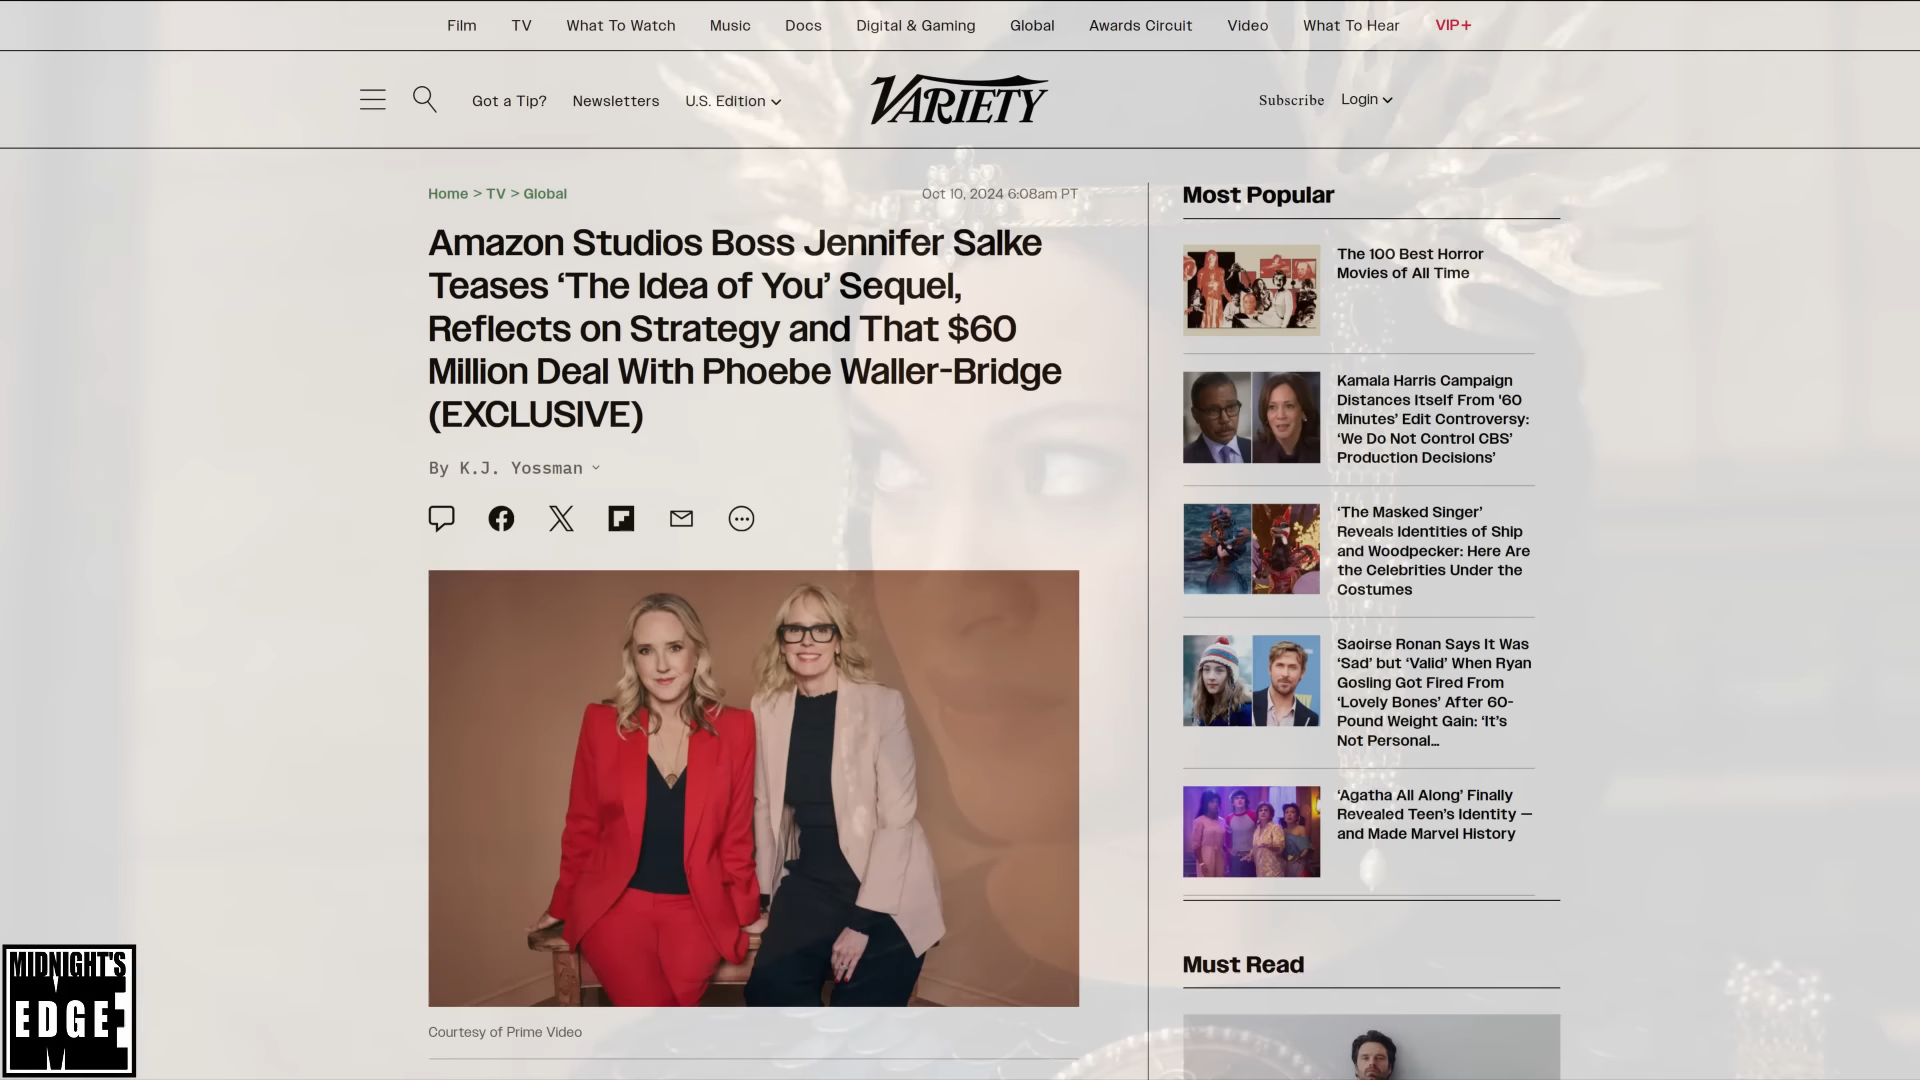 Film TV What To Watch Music Docs Digital & Gaming Global Awards Circuit Video What To Hear VIP+
Got a Tip? Newsletters U.S. Edition VARIETY Subscribe Login
Home > TV > Global Oct 10, 2024 6:08am PT
Amazon Studios Boss Jennifer Salke
Teases ‘The Idea of You’ Sequel,
Reflects on Strategy and That $60
Million Deal With Phoebe Waller-Bridge
(EXCLUSIVE)
By K.J. Yossman
Courtesy of Prime Video
Most Popular
The 100 Best Horror
Movies of All Time
Kamala Harris Campaign
Distances Itself From '60
Minutes’ Edit Controversy:
‘We Do Not Control CBS’
Production Decisions’
‘The Masked Singer’
Reveals Identities of Ship
and Woodpecker: Here Are
the Celebrities Under the
Costumes
Saoirse Ronan Says It Was
‘Sad’ but ‘Valid’ When Ryan
Gosling Got Fired From
‘Lovely Bones’ After 60-
Pound Weight Gain: ‘It’s
Not Personal…
‘Agatha All Along’ Finally
Revealed Teen’s Identity —
and Made Marvel History
Must Read
MIDNIGHT'S
EDGE